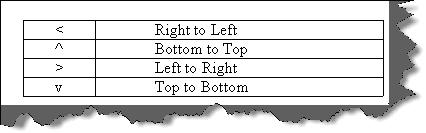 < Right to Left
^ Bottom to Top
> Left to Right
v Top to Bottom